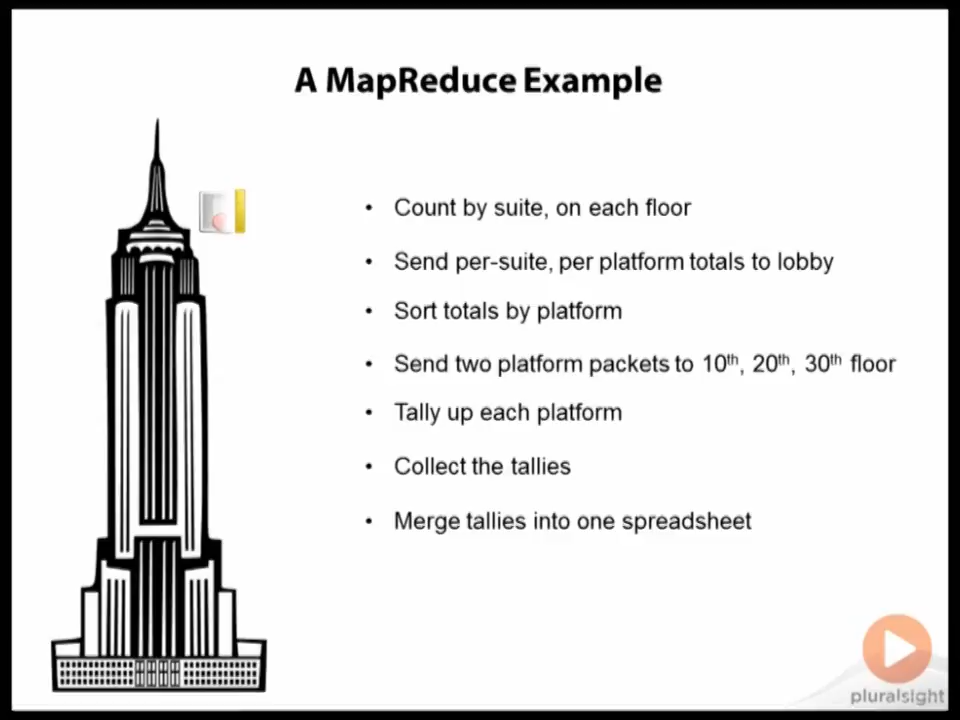 A MapReduce Example
• Count by suite, on each floor
• Send per-suite, per platform totals to lobby
• Sort totals by platform
• Send two platform packets to 10th, 20th, 30th floor
• Tally up each platform
• Collect the tallies
• Merge tallies into one spreadsheet
pluralsight